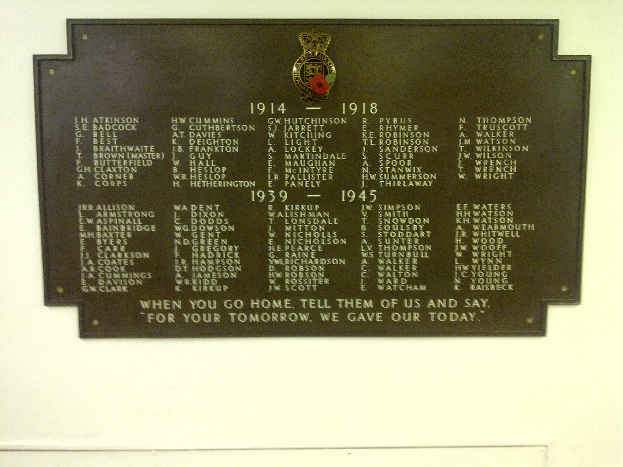 1914 — 1918
J.H. ATKINSON H.W. CUMMINS G.W. HUTCHINSON R. PYBUS N. THOMPSON
S.E. BADCOCK G. CUTHBERTSON S.J. JARRETT E. RHYMER F. TRUSCOTT
G. BELL A.T. DAVIES W. KITCHING K.E. ROBINSON A. WALKER
F. BEST K. DEIGHTON L. LIGHT T.L. ROBINSON J.M. WATSON
J. BRAITHWAITE J.B. FRANKTON A. LOCKEY J. SANDERSON T. WILKINSON
T. BROWN (MASTER) J. GUY S. MARTINDALE S. SCURR J.W. WILSON
F. BUTTERFIELD W. HALL E. MAUGHAN A. SPOOR L. WRENCH
G.H. CLAXTON B. HESLOP F. McINTYRE N. STANWIX T. WRENCH
A. CORNER W.R. HESLOP J.R. PALLISTER H.W. SUMMERSON W. WRIGHT
K. CORPS H. HETHERINGTON E. PANELY J. THIRLAWAY
1939 — 1945
J.R.R. ALLISON W.A. DENT R. KIRKUP J.W. SIMPSON E.F. WATERS
L. ARMSTRONG J. DIXON W.A. LISHMAN V. SMITH H.H. WATSON
E.W. ASPINALL C. DODDS T. LONSDALE T. SNOWDON K.H. WATSON
E. BAINBRIDGE W.G. DOWSON J. MITTON B. SOULSBY A. WEARMOUTH
M.H. BAXTER W. GENT W. NICHOLLS S. STODDART J.R. WHITWELL
E. BYERS N.D. GREEN E. NICHOLSON A. SUNTER H. WOOD
T. CARR J. GREGORY H.E. PEARCE L.V. THOMPSON J.W. WOOFF
J.J. CLARKSON F. HADRICK G. RAINE W.S. TURNBULL W. WRIGHT
J.A. COATES J.R. HAMPSON V.W.L. RICHARDSON A. WALKER J. WYNN
A.R. COOK D.T. HODGSON D. ROBSON G. WALKER H.W. YIELDER
J.A. CUMMINGS A. JAMESON H.W. ROBSON C. WALTON J.C. YOUNG
E. DAVISON W.R. KIDD W. ROSSITER I. WARD N. YOUNG
G.W. CLARK K. KIRKUP J.W. SCOTT E. WATCHAM K. RAISBECK
WHEN YOU GO HOME, TELL THEM OF US AND SAY,
"FOR YOUR TOMORROW, WE GAVE OUR TODAY."